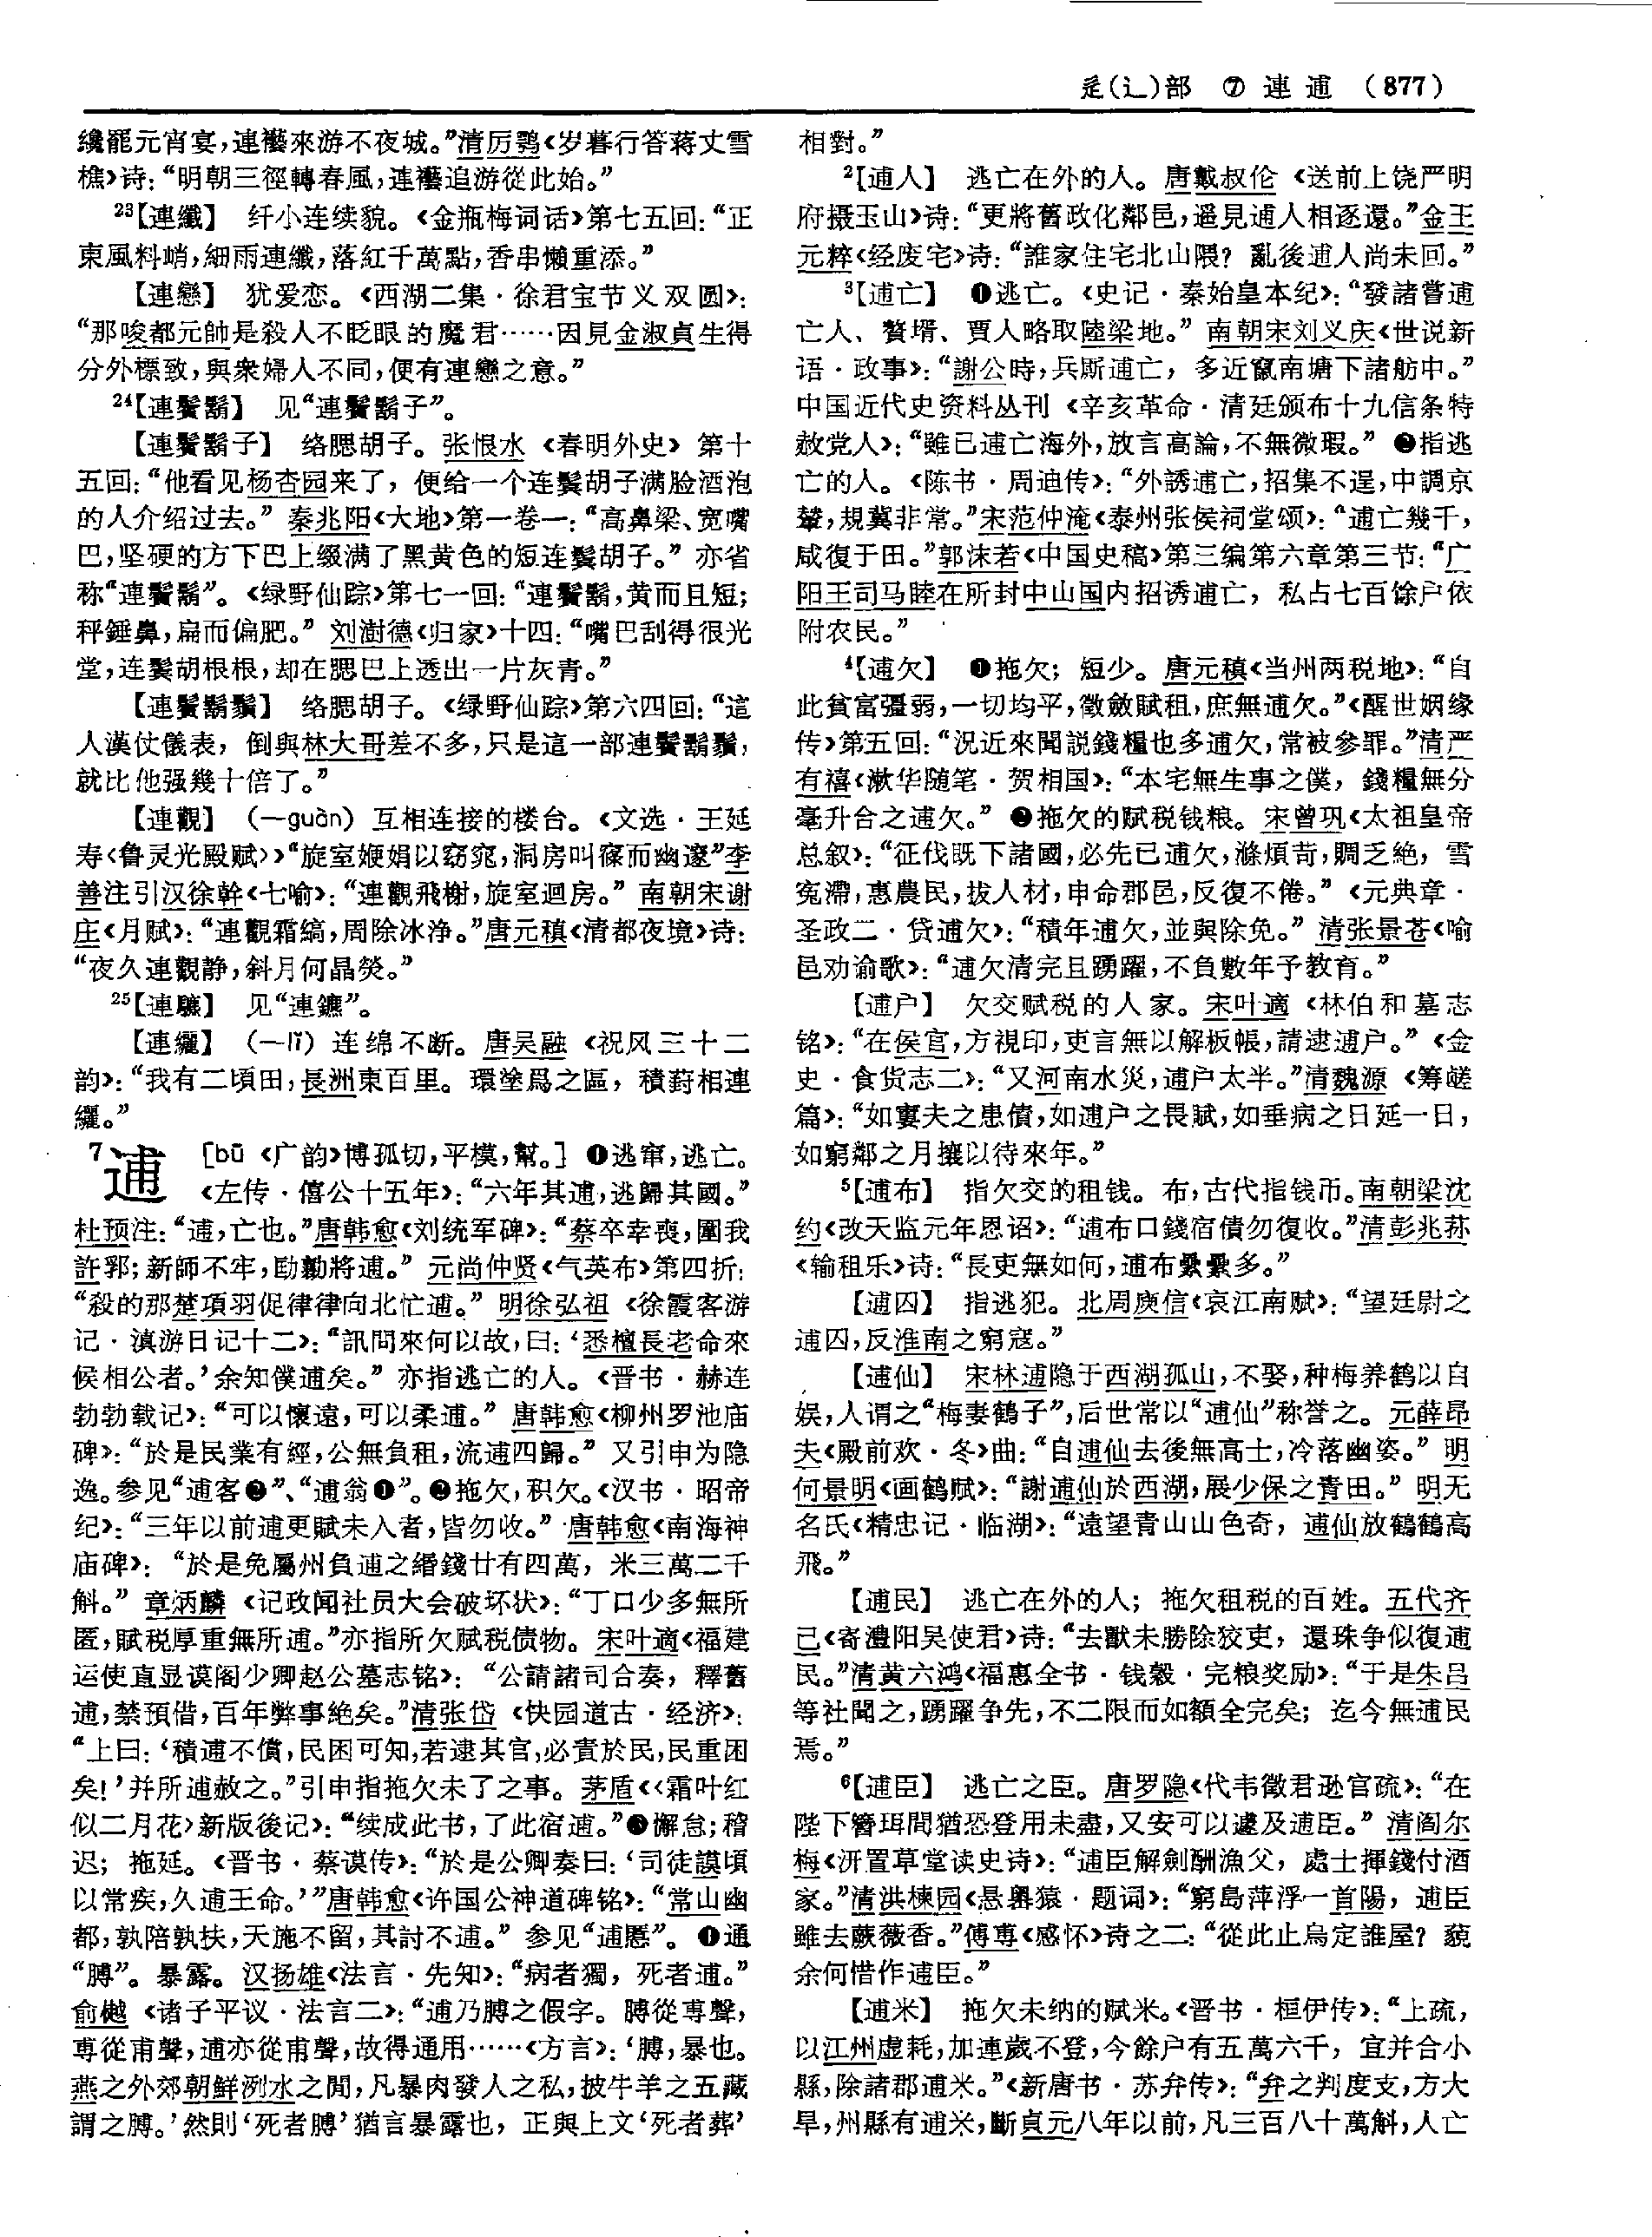 辵(辶)部 ⑦ 連 逋 (877)
纔罷元宵宴,連襼來游不夜城。”清厉鹗《岁暮行答蒋丈雪
樵》诗:“明朝三徑轉春風,連襼追游從此始。”
23【連纖】 纤小连续貌。《金瓶梅词话》第七五回:“正
東風料峭,細雨連纖,落紅千萬點,香串懶重添。”
【連戀】 犹爱恋。《西湖二集·徐君宝节义双圆》:
“那唆都元帥是殺人不眨眼的魔君……因見金淑貞生得
分外標致,與衆婦人不同,便有連戀之意。”
24【連鬢鬍】 见“連鬢鬍子”。
【連鬢鬍子】 络腮胡子。张恨水《春明外史》第十
五回:“他看见杨杏园来了,便给一个连鬓胡子满脸酒泡
的人介绍过去。”秦兆阳《大地》第一卷一:“高鼻梁、宽嘴
巴,坚硬的方下巴上缀满了黑黄色的短连鬓胡子。”亦省
称“連鬢鬍”。《绿野仙踪》第七一回:“連鬢鬍,黄而且短;
秤錘鼻,扁而偏肥。”刘澍德《归家》十四:“嘴巴刮得很光
堂,连鬓胡根根,却在腮巴上透出一片灰青。”
【連鬢鬍鬚】 络腮胡子。《绿野仙踪》第六四回:“這
人漢仗儀表,倒與林大哥差不多,只是這一部連鬢鬍鬚,
就比他强幾十倍了。”
【連觀】 (—guàn)互相连接的楼台。《文选·王延
寿〈鲁灵光殿赋〉》“旋室㛹娟以窈窕,洞房叫窱而幽邃”李
善注引汉徐幹《七喻》:“連觀飛榭,旋室迴房。”南朝宋谢
庄《月赋》:“連觀霜縞,周除冰净。”唐元稹《清都夜境》诗:
“夜久連觀静,斜月何晶熒。”
25【連驫】 见“連鑣”。
【連纚】 (—lǐ)连绵不断。唐吴融《祝风三十二
韵》:“我有二頃田,長洲東百里。環塗爲之區,積葑相連
纚。”
7逋 [bū 《广韵》博孤切,平模,幫。] ❶逃窜,逃亡。
《左传·僖公十五年》:“六年其逋,逃歸其國。”
杜预注:“逋,亡也。”唐韩愈《刘统军碑》:“蔡卒幸喪,圍我
許郛;新師不牢,劻勷將逋。”元尚仲贤《气英布》第四折:
“殺的那楚項羽促律律向北忙逋。”明徐弘祖《徐霞客游
记·滇游日记十二》:“訊問來何以故,曰:‘悉檀長老命來
候相公者。’余知僕逋矣。”亦指逃亡的人。《晋书·赫连
勃勃载记》:“可以懷遠,可以柔逋。”唐韩愈《柳州罗池庙
碑》:“於是民業有經,公無負租,流逋四歸。”又引申为隐
逸。参见“逋客❷”、“逋翁❶”。❷拖欠,积欠。《汉书·昭帝
纪》:“三年以前逋更賦未入者,皆勿收。”唐韩愈《南海神
庙碑》:“於是免屬州負逋之緡錢廿有四萬,米三萬二千
斛。”章炳麟《记政闻社员大会破坏状》:“丁口少多無所
匿,賦税厚重無所逋。”亦指所欠赋税债物。宋叶適《福建
运使直显谟阁少卿赵公墓志铭》:“公請諸司合奏,釋舊
逋,禁預借,百年弊事絶矣。”清张岱《快园道古·经济》:
“上曰:‘積逋不償,民困可知,若逮其官,必責於民,民重困
矣!’并所逋赦之。”引申指拖欠未了之事。茅盾《〈霜叶红
似二月花〉新版後记》:“续成此书,了此宿逋。”❸懈怠;稽
迟;拖延。《晋书·蔡谟传》:“於是公卿奏曰:‘司徒謨頃
以常疾,久逋王命。’”唐韩愈《许国公神道碑铭》:“常山幽
都,孰陪孰扶,天施不留,其討不逋。”参见“逋慝”。❹通
“膊”。暴露。汉扬雄《法言·先知》:“病者獨,死者逋。”
俞樾《诸子平议·法言二》:“逋乃膊之假字。膊從尃聲,
尃從甫聲,逋亦從甫聲,故得通用……《方言》:‘膊,暴也。
燕之外郊朝鮮洌水之閒,凡暴肉發人之私,披牛羊之五藏
謂之膊。’然則‘死者膊’猶言暴露也,正與上文‘死者葬’
相對。”
2【逋人】 逃亡在外的人。唐戴叔伦《送前上饶严明
府摄玉山》诗:“更將舊政化鄰邑,遥見逋人相逐還。”金王
元粹《经废宅》诗:“誰家住宅北山隈?亂後逋人尚未回。”
3【逋亡】 ❶逃亡。《史记·秦始皇本纪》:“發諸嘗逋
亡人、贅壻、賈人略取陸梁地。”南朝宋刘义庆《世说新
语·政事》:“謝公時,兵厮逋亡,多近竄南塘下諸舫中。”
中国近代史资料丛刊《辛亥革命·清廷颁布十九信条特
赦党人》:“雖已逋亡海外,放言高論,不無微瑕。”❷指逃
亡的人。《陈书·周迪传》:“外誘逋亡,招集不逞,中調京
輦,規冀非常。”宋范仲淹《泰州张侯祠堂颂》:“逋亡幾千,
咸復于田。”郭沫若《中国史稿》第三编第六章第三节:“广
阳王司马睦在所封中山国内招诱逋亡,私占七百馀户依
附农民。”
4【逋欠】 ❶拖欠;短少。唐元稹《当州两税地》:“自
此貧富彊弱,一切均平,徵斂賦租,庶無逋欠。”《醒世姻缘
传》第五回:“況近來聞説錢糧也多逋欠,常被參罪。”清严
有禧《漱华随笔·贺相国》:“本宅無生事之僕,錢糧無分
毫升合之逋欠。”❷拖欠的赋税钱粮。宋曾巩《太祖皇帝
总叙》:“征伐既下諸國,必先已逋欠,滌煩苛,賙乏絶,雪
寃滯,惠農民,拔人材,申命郡邑,反復不倦。”《元典章·
圣政二·贷逋欠》:“積年逋欠,並與除免。”清张景苍《喻
邑劝谕歌》:“逋欠清完且踴躍,不負數年予教育。”
【逋户】 欠交赋税的人家。宋叶適《林伯和墓志
铭》:“在侯官,方視印,吏言無以解板帳,請逮逋户。”《金
史·食货志二》:“又河南水災,逋户太半。”清魏源《筹鹾
篇》:“如寠夫之患債,如逋户之畏賦,如垂病之日延一日,
如窮鄰之月攘以待來年。”
5【逋布】 指欠交的租钱。布,古代指钱币。南朝梁沈
约《改天监元年恩诏》:“逋布口錢宿債勿復收。”清彭兆荪
《输租乐》诗:“長吏無如何,逋布纍纍多。”
【逋囚】 指逃犯。北周庾信《哀江南赋》:“望廷尉之
逋囚,反淮南之窮寇。”
【逋仙】 宋林逋隐于西湖孤山,不娶,种梅养鹤以自
娱,人谓之“梅妻鹤子”,后世常以“逋仙”称誉之。元薛昂
夫《殿前欢·冬》曲:“自逋仙去後無高士,冷落幽姿。”明
何景明《画鹤赋》:“謝逋仙於西湖,展少保之青田。”明无
名氏《精忠记·临湖》:“遠望青山山色奇,逋仙放鶴鶴高
飛。”
【逋民】 逃亡在外的人;拖欠租税的百姓。五代齐
已《寄澧阳吴使君》诗:“去獸未勝除狡吏,還珠争似復逋
民。”清黄六鸿《福惠全书·钱榖·完粮奖励》:“于是朱吕
等社聞之,踴躍争先,不二限而如額全完矣;迄今無逋民
焉。”
6【逋臣】 逃亡之臣。唐罗隐《代韦徵君逊官疏》:“在
陛下簪珥間猶恐登用未盡,又安可以遽及逋臣。”清阎尔
梅《汧置草堂读史诗》:“逋臣解劍酬漁父,處士揮錢付酒
家。”清洪楝园《悬嶴猿·题词》:“窮島萍浮一首陽,逋臣
雖去蕨薇香。”傅尃《感怀》诗之二:“從此止烏定誰屋?藐
余何惜作逋臣。”
【逋米】 拖欠未纳的赋米。《晋书·桓伊传》:“上疏,
以江州虚耗,加連歲不登,今餘户有五萬六千,宜并合小
縣,除諸郡逋米。”《新唐书·苏弁传》:“弁之判度支,方大
旱,州縣有逋米,斷貞元八年以前,凡三百八十萬斛,人亡